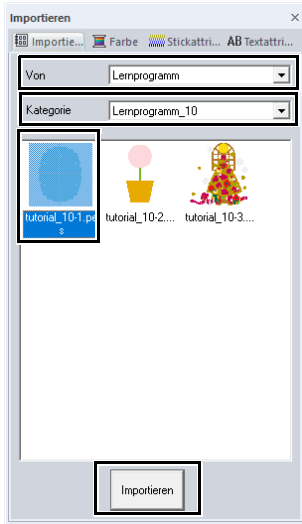 Importieren ×
Importie... Farbe Stickattri... AB Textattri...
Von Lernprogramm
Kategorie Lernprogramm_10
tutorial_10-1.pe
s
tutorial_10-2.... tutorial_10-3....
Importieren